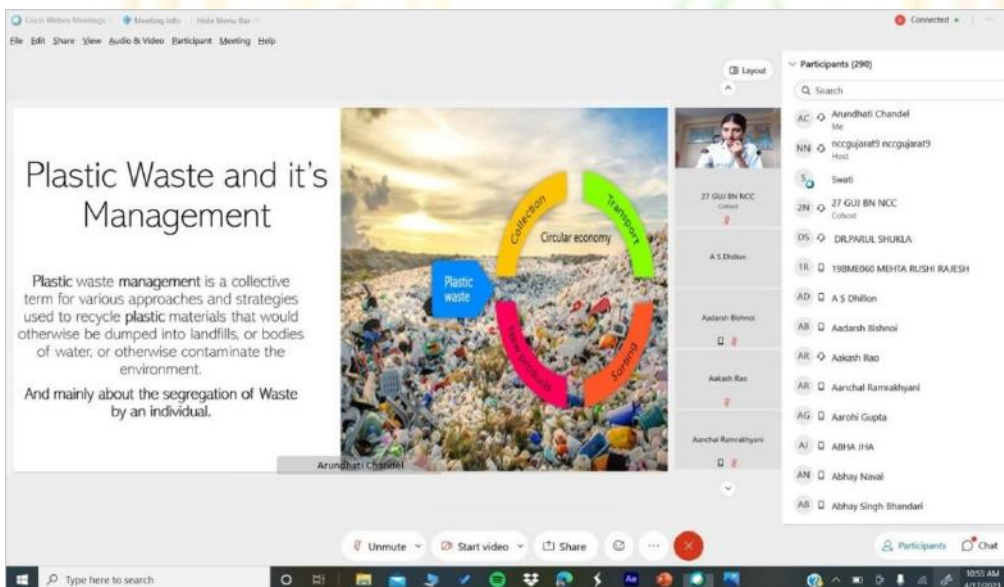 Cisco Webex Meetings
Meeting Info
Hide Menu Bar
Connected
File Edit Share View Audio & Video Participant Meeting Help
Layout
Plastic Waste and it's
Management
Plastic waste management is a collective
term for various approaches and strategies
used to recycle plastic materials that would
otherwise be dumped into landfills, or bodies
of water, or otherwise contaminate the
environment.
And mainly about the segregation of Waste
by an individual.
Collection
Transport
Circular economy
Plastic
waste
New products
Sorting
Arundhati Chandel
27 GUJ BN NCC
Cohost
A S Dhillon
Aadarsh Bishnoi
Aakash Rao
Aanchal Ramrakhyani
Participants (290)
Search
AC Arundhati Chandel
Me
NN nccgujarat9 nccgujarat9
Host
S Swati
2N 27 GUJ BN NCC
Cohost
DS DR.PARUL SHUKLA
1R 19BME060 MEHTA RUSHI RAJESH
AD A S Dhillon
AB Aadarsh Bishnoi
AR Aakash Rao
AR Aanchal Ramrakhyani
AG Aarohi Gupta
AJ ABHA JHA
AN Abhay Naval
AB Abhay Singh Bhandari
Unmute
Start video
Share
Participants
Chat
Type here to search
Ae
10:55 AM
4/17/2021